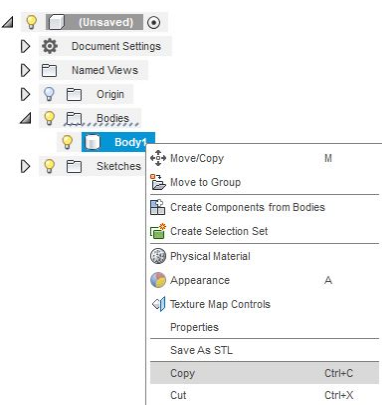 (Unsaved)
Document Settings
Named Views
Origin
Bodies
Body1
Sketches
Move/Copy M
Move to Group
Create Components from Bodies
Create Selection Set
Physical Material
Appearance A
Texture Map Controls
Properties
Save As STL
Copy Ctrl+C
Cut Ctrl+X